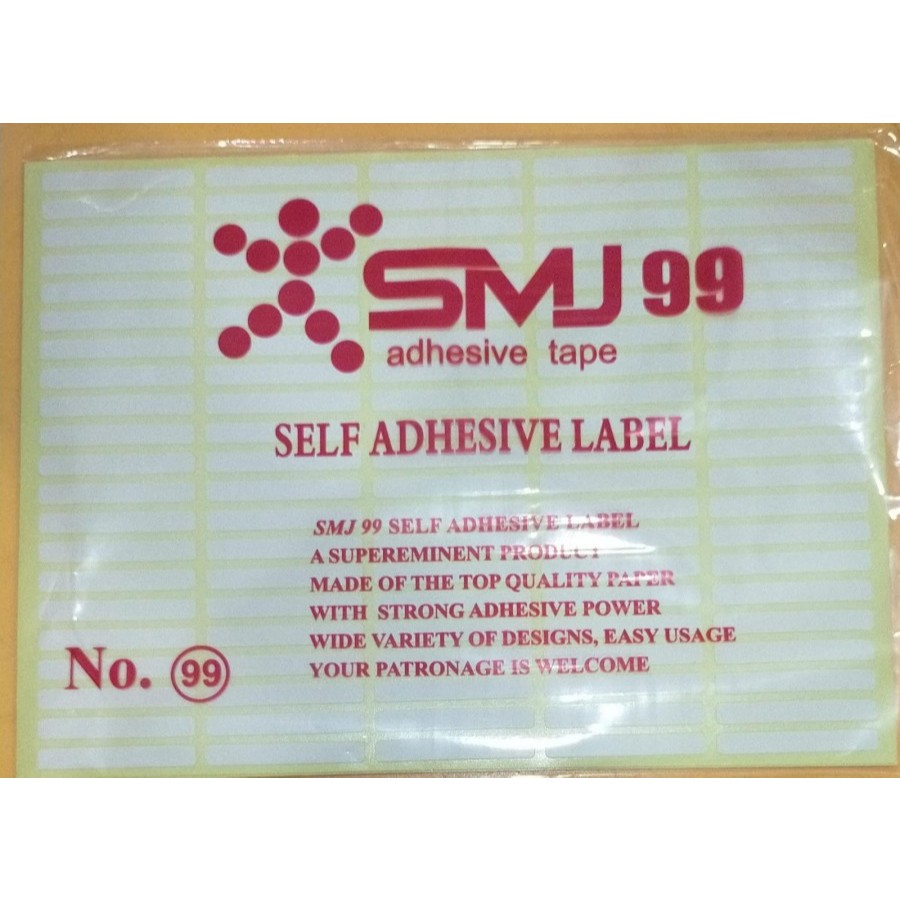 SMJ 99
adhesive tape
SELF ADHESIVE LABEL
SMJ 99 SELF ADHESIVE LABEL
A SUPEREMINENT PRODUCT
MADE OF THE TOP QUALITY PAPER
WITH STRONG ADHESIVE POWER
WIDE VARIETY OF DESIGNS, EASY USAGE
YOUR PATRONAGE IS WELCOME
No. 99